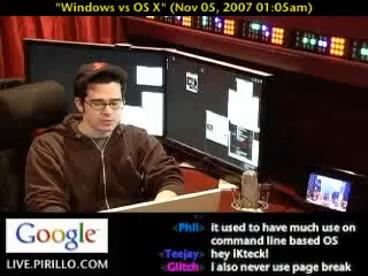 "Windows vs OS X" (Nov 05, 2007 01:05am)
Google
LIVE.PIRILLO.COM
<Phil> it used to have much use on
command line based OS
<Teejay> hey iKteck!
<Glitch> i also never use page break